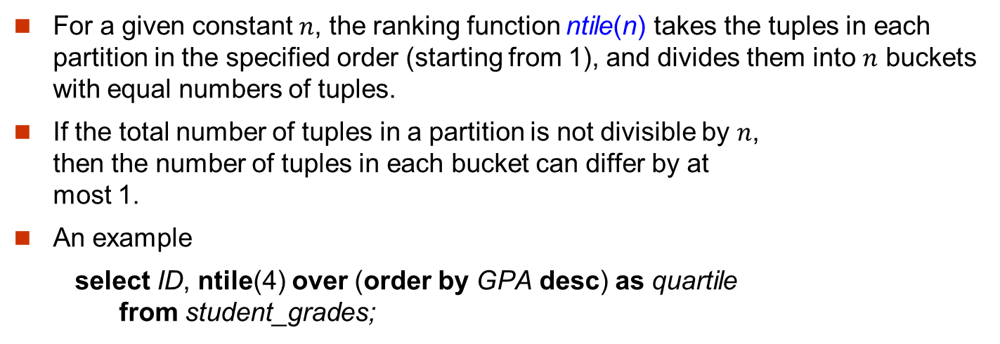 For a given constant n, the ranking function ntile(n) takes the tuples in each
partition in the specified order (starting from 1), and divides them into n buckets
with equal numbers of tuples.
If the total number of tuples in a partition is not divisible by n,
then the number of tuples in each bucket can differ by at
most 1.
An example
select ID, ntile(4) over (order by GPA desc) as quartile
from student_grades;